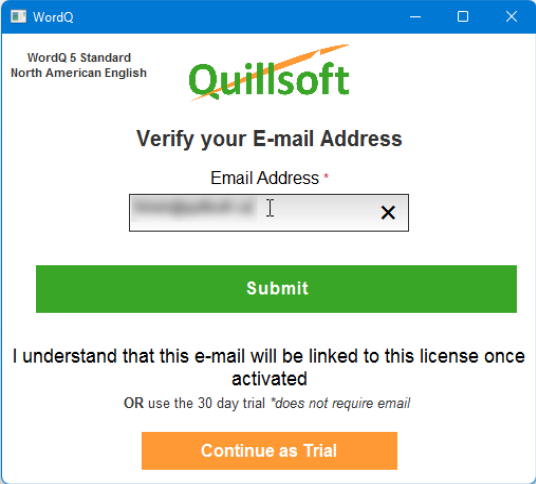 WordQ
WordQ 5 Standard
North American English
Quillsoft
Verify your E-mail Address
Email Address *
Submit
I understand that this e-mail will be linked to this license once
activated
OR use the 30 day trial *does not require email
Continue as Trial